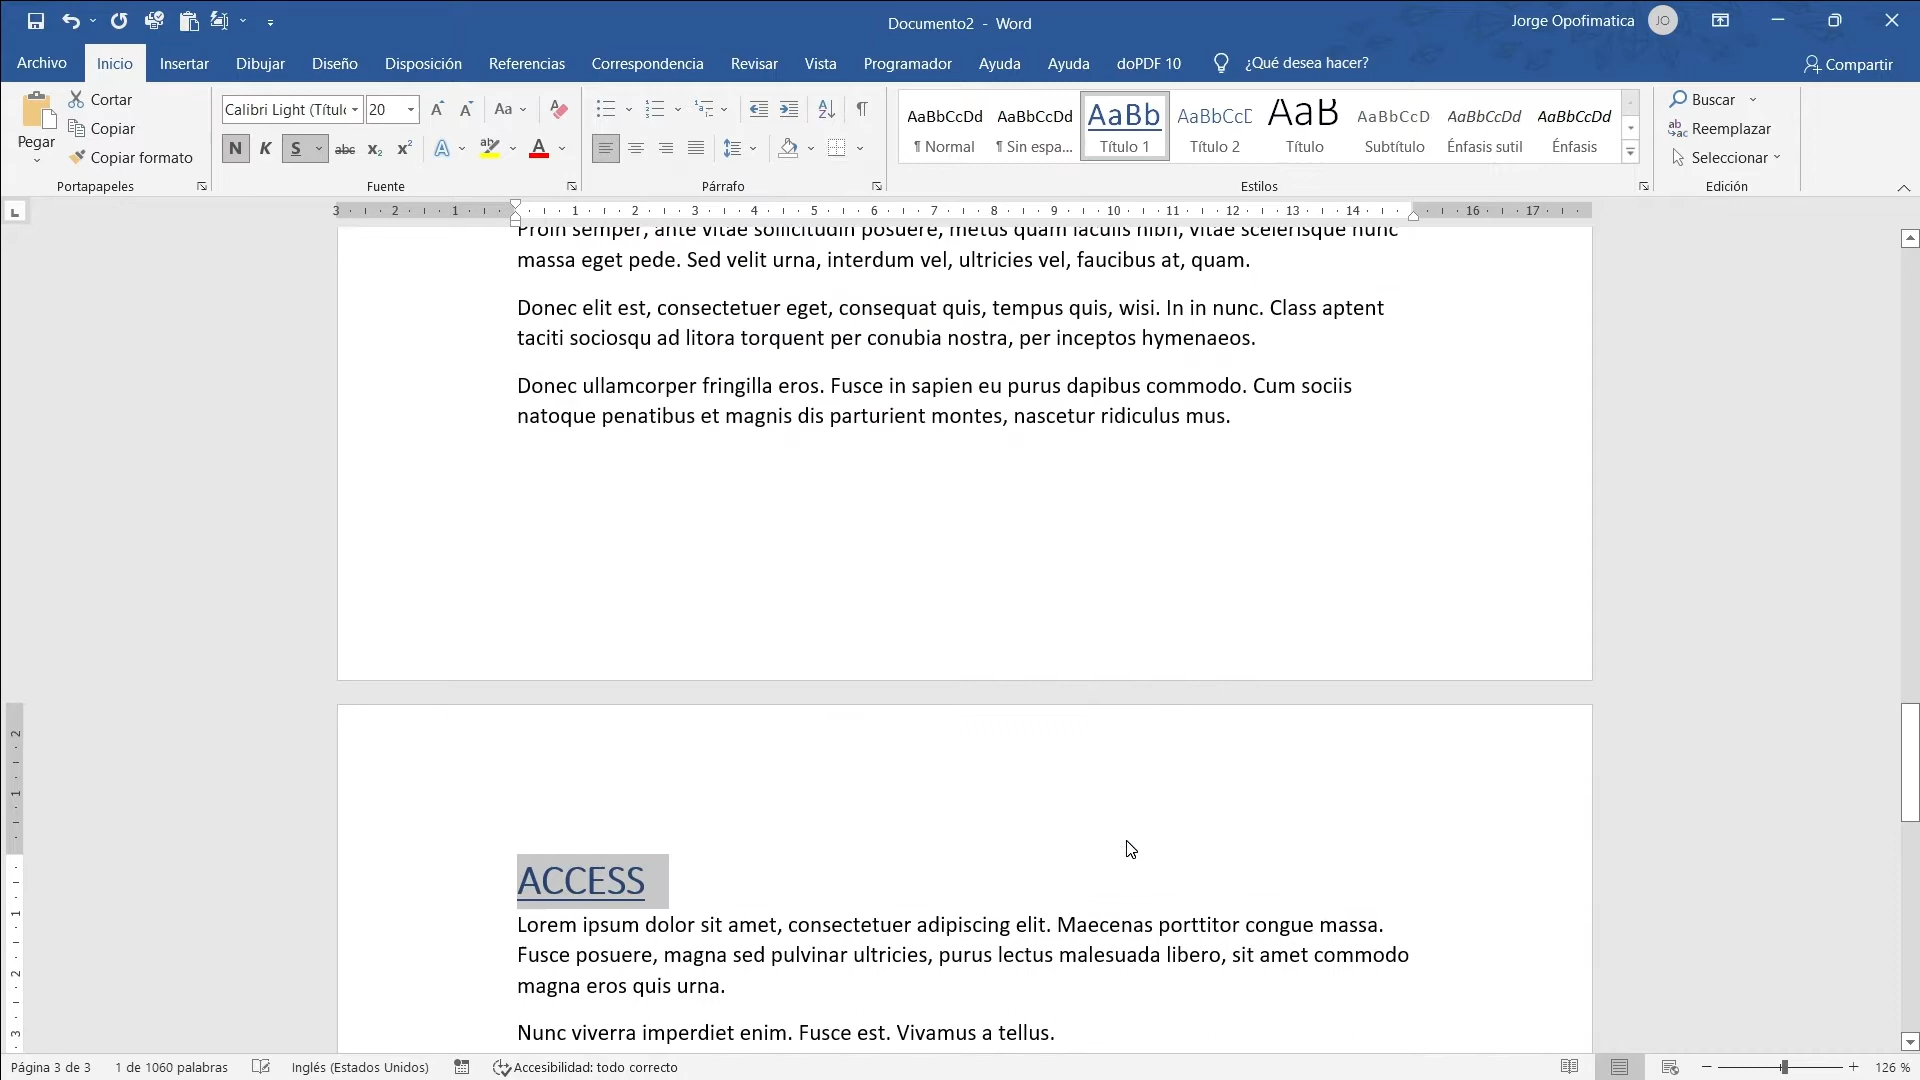 Documento2 - Word
Jorge Opofimatica JO
Archivo Inicio Insertar Dibujar Diseño Disposición Referencias Correspondencia Revisar Vista Programador Ayuda Ayuda doPDF 10 ¿Qué desea hacer? Compartir
Pegar
Cortar
Copiar
Copiar formato
Portapapeles
Calibri Light (Títulc 20 Aa
N K S abc x₂ x² A ab A
Fuente
Párrafo
AaBbCcDd AaBbCcDd AaBb AaBbCcD AaB AaBbCcD AaBbCcDd AaBbCcDd
¶ Normal ¶ Sin espa... Título 1 Título 2 Título Subtítulo Énfasis sutil Énfasis
Estilos
Buscar
Reemplazar
Seleccionar
Edición
3 2 1 1 2 3 4 5 6 7 8 9 10 11 12 13 14 16 17
Proin semper, ante vitae sollicitudin posuere, metus quam iaculis nibh, vitae scelerisque nunc
massa eget pede. Sed velit urna, interdum vel, ultricies vel, faucibus at, quam.
Donec elit est, consectetuer eget, consequat quis, tempus quis, wisi. In in nunc. Class aptent
taciti sociosqu ad litora torquent per conubia nostra, per inceptos hymenaeos.
Donec ullamcorper fringilla eros. Fusce in sapien eu purus dapibus commodo. Cum sociis
natoque penatibus et magnis dis parturient montes, nascetur ridiculus mus.
2
1
1
2
3
ACCESS
Lorem ipsum dolor sit amet, consectetuer adipiscing elit. Maecenas porttitor congue massa.
Fusce posuere, magna sed pulvinar ultricies, purus lectus malesuada libero, sit amet commodo
magna eros quis urna.
Nunc viverra imperdiet enim. Fusce est. Vivamus a tellus.
Página 3 de 3 1 de 1060 palabras Inglés (Estados Unidos) Accesibilidad: todo correcto 126 %